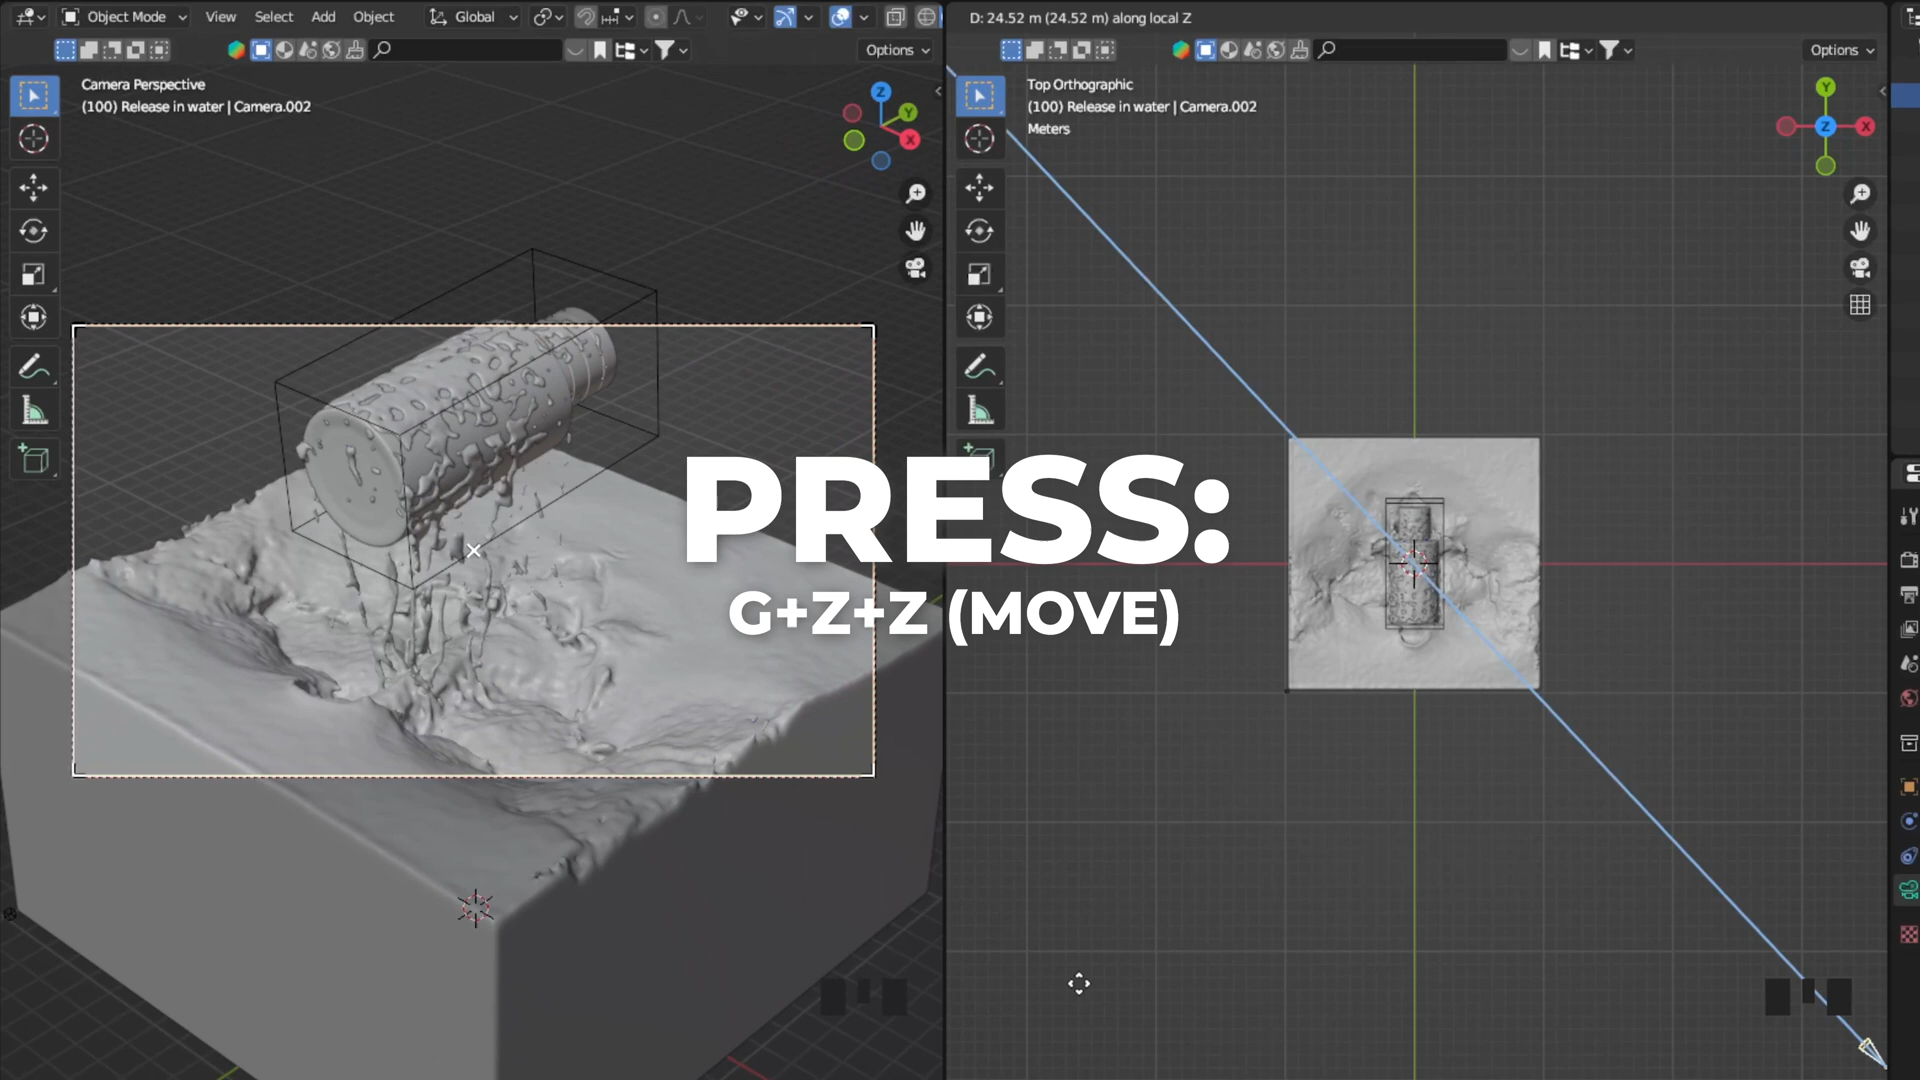 Object Mode
View
Select
Add
Object
Global
Options
Camera Perspective
(100) Release in water | Camera.002
Z
Y
X
D: 24.52 m (24.52 m) along local Z
Options
Top Orthographic
(100) Release in water | Camera.002
Meters
Y
Z
X
PRESS:
G+Z+Z (MOVE)